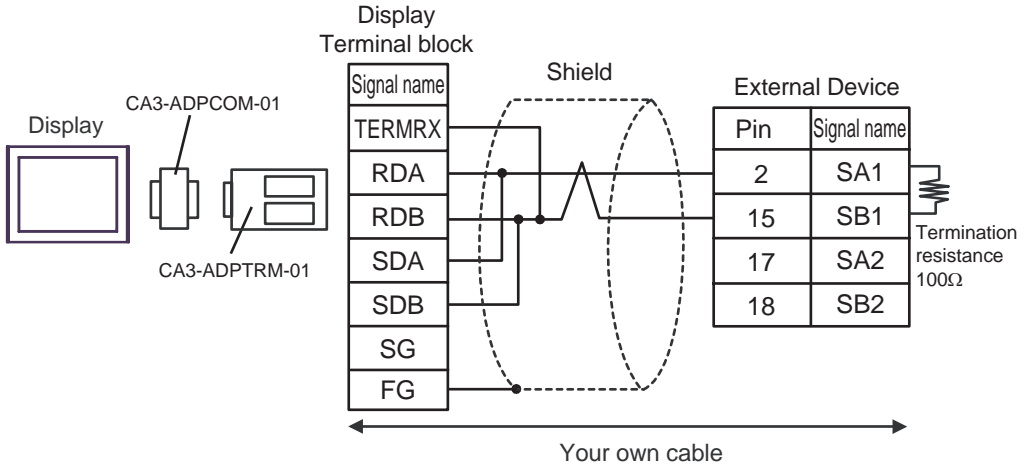 Display
Terminal block
Shield
External Device
CA3-ADPCOM-01
Display
CA3-ADPTRM-01
Signal name
TERMRX
RDA
RDB
SDA
SDB
SG
FG
Pin Signal name
2 SA1
15 SB1
17 SA2
18 SB2
Termination
resistance
100Ω
Your own cable